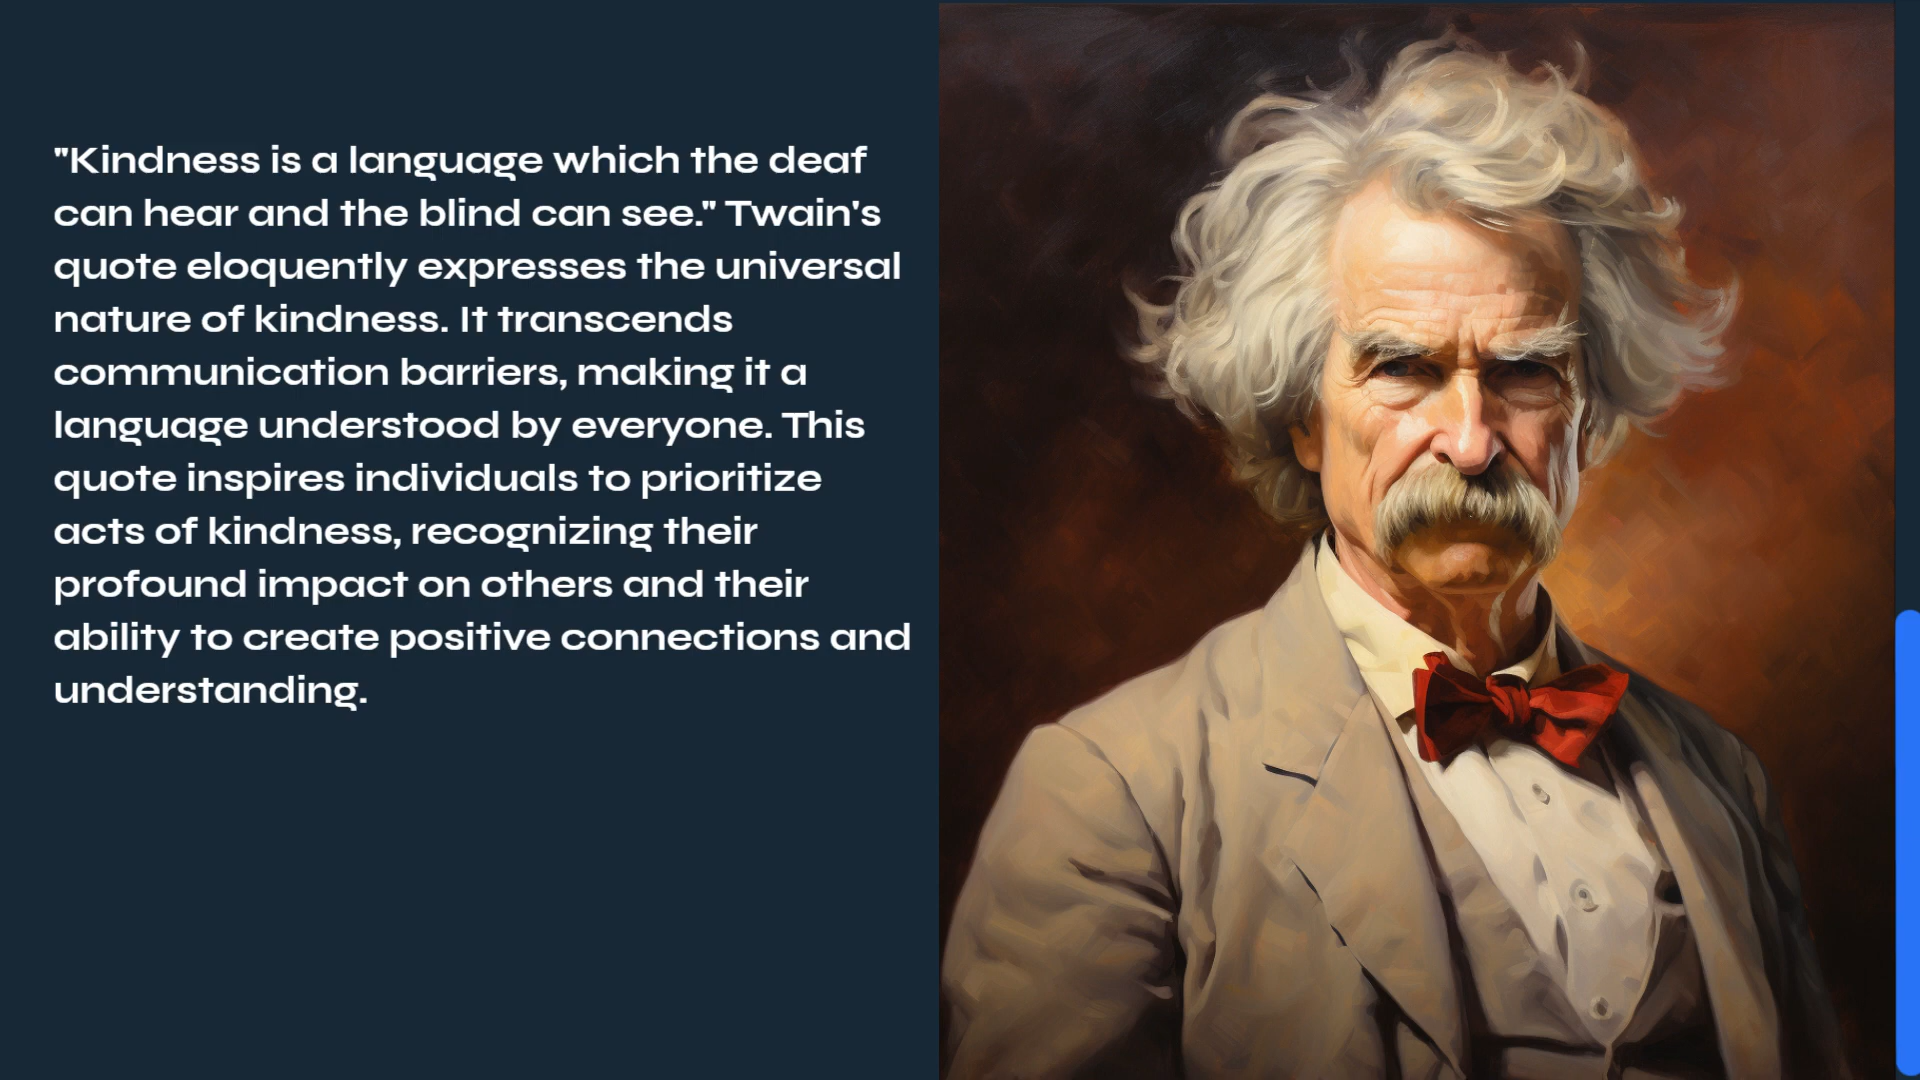 "Kindness is a language which the deaf
can hear and the blind can see." Twain's
quote eloquently expresses the universal
nature of kindness. It transcends
communication barriers, making it a
language understood by everyone. This
quote inspires individuals to prioritize
acts of kindness, recognizing their
profound impact on others and their
ability to create positive connections and
understanding.